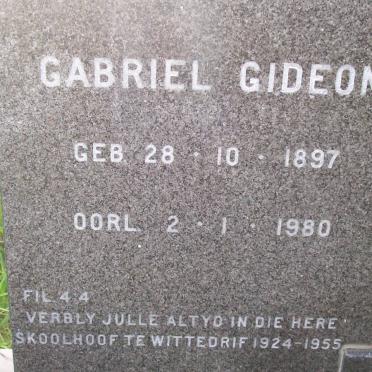 GABRIEL GIDEON
GEB. 28 · 10 · 1897
OORL. 2 · 1 · 1980
FIL. 4:4
VERBLY JULLE ALTYD IN DIE HERE
SKOOLHOOF TE WITTEDRIF 1924-1955